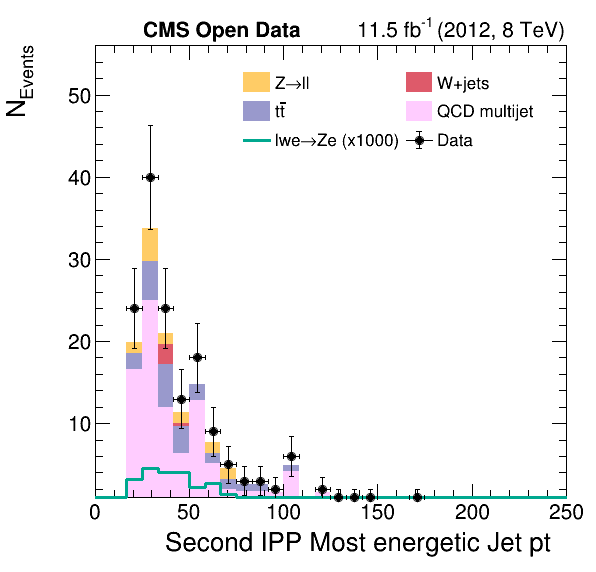 CMS Open Data 11.5 fb⁻¹ (2012, 8 TeV)
N_Events
Z→ll W+jets
tt̄ QCD multijet
lwe→Ze (x1000) Data
50
40
30
20
10
0 50 100 150 200 250
Second IPP Most energetic Jet pt